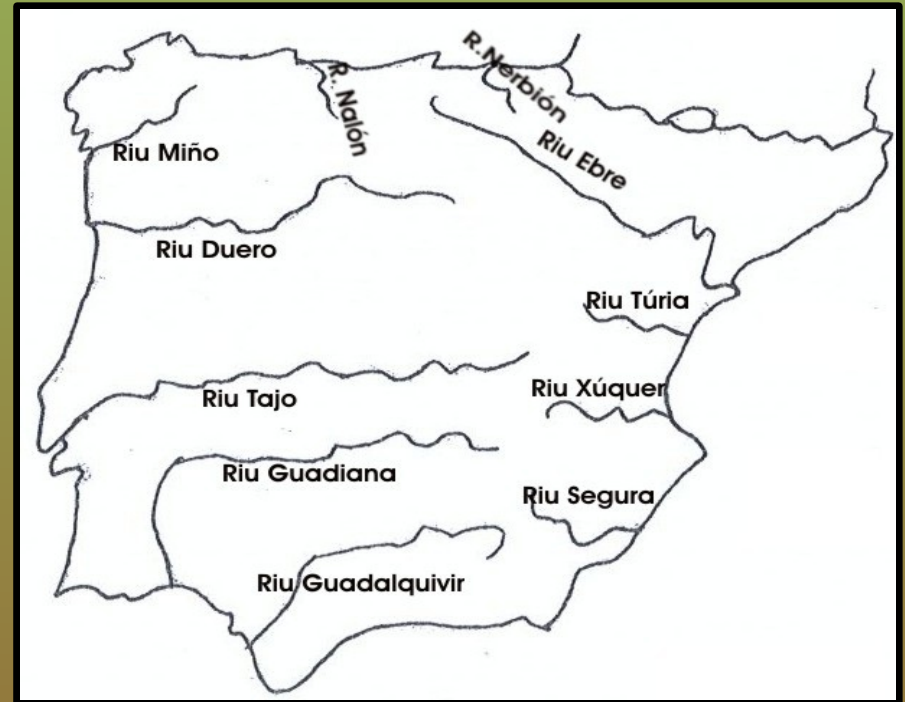 R.Nerbión
R. Nalón
Riu Miño
Riu Ebre
Riu Duero
Riu Túria
Riu Xúquer
Riu Tajo
Riu Guadiana
Riu Segura
Riu Guadalquivir